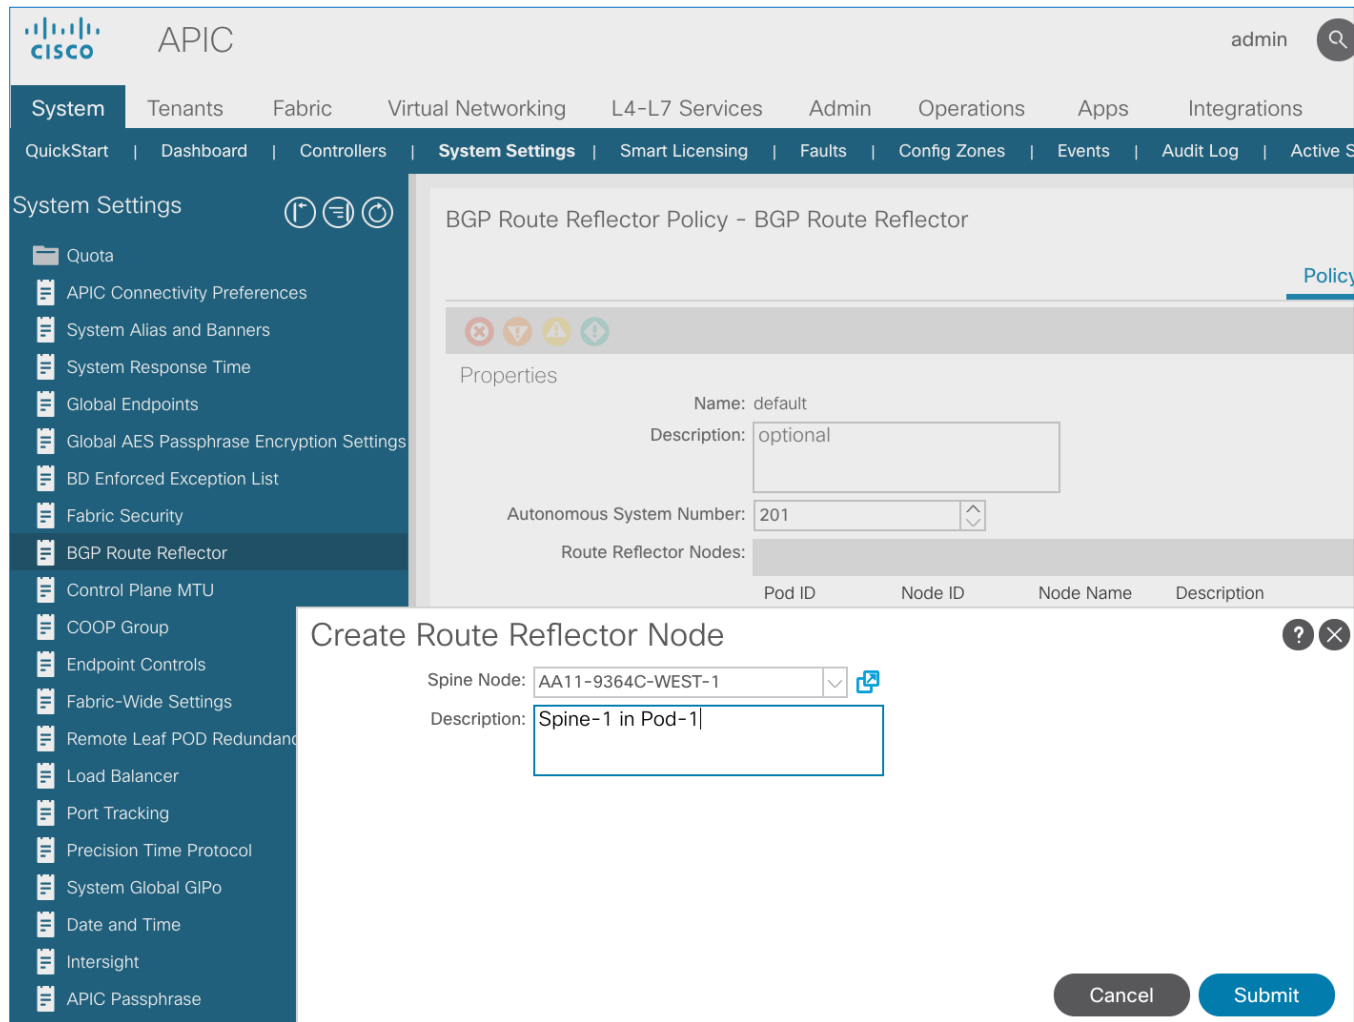 CISCO
APIC
admin
System Tenants Fabric Virtual Networking L4-L7 Services Admin Operations Apps Integrations
QuickStart | Dashboard | Controllers | System Settings | Smart Licensing | Faults | Config Zones | Events | Audit Log | Active S
System Settings
Quota
APIC Connectivity Preferences
System Alias and Banners
System Response Time
Global Endpoints
Global AES Passphrase Encryption Settings
BD Enforced Exception List
Fabric Security
BGP Route Reflector
Control Plane MTU
COOP Group
Endpoint Controls
Fabric-Wide Settings
Remote Leaf POD Redundanc
Load Balancer
Port Tracking
Precision Time Protocol
System Global GIPo
Date and Time
Intersight
APIC Passphrase
BGP Route Reflector Policy - BGP Route Reflector
Policy
Properties
Name: default
Description: optional
Autonomous System Number: 201
Route Reflector Nodes:
Pod ID Node ID Node Name Description
Create Route Reflector Node
?
Spine Node: AA11-9364C-WEST-1
Description: Spine-1 in Pod-1
Cancel Submit